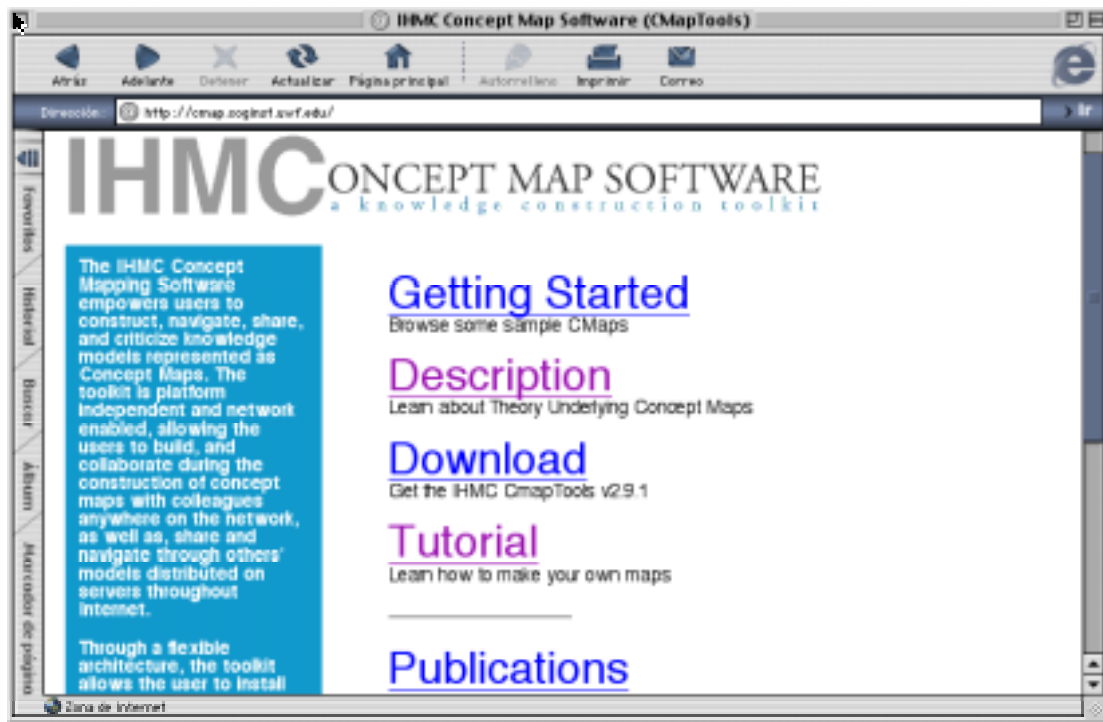 IHMC Concept Map Software (CMapTools)
Atrás Adelante Detener Actualizar Página principal Autorrelleno Imprimir Correo
Dirección: http://cmap.coginst.uwf.edu/ Ir
Favoritos
Historial
Buscar
Álbum
Marcador de página
IHMCONCEPT MAP SOFTWARE
a knowledge construction toolkit
The IHMC Concept
Mapping Software
empowers users to
construct, navigate, share,
and criticize knowledge
models represented as
Concept Maps. The
toolkit is platform
independent and network
enabled, allowing the
users to build, and
collaborate during the
construction of concept
maps with colleagues
anywhere on the network,
as well as, share and
navigate through others'
models distributed on
servers throughout
Internet.
Through a flexible
architecture, the toolkit
allows the user to install
Getting Started
Browse some sample CMaps
Description
Learn about Theory Underlying Concept Maps
Download
Get the IHMC CmapTools v2.9.1
Tutorial
Learn how to make your own maps
Publications
Zona de Internet